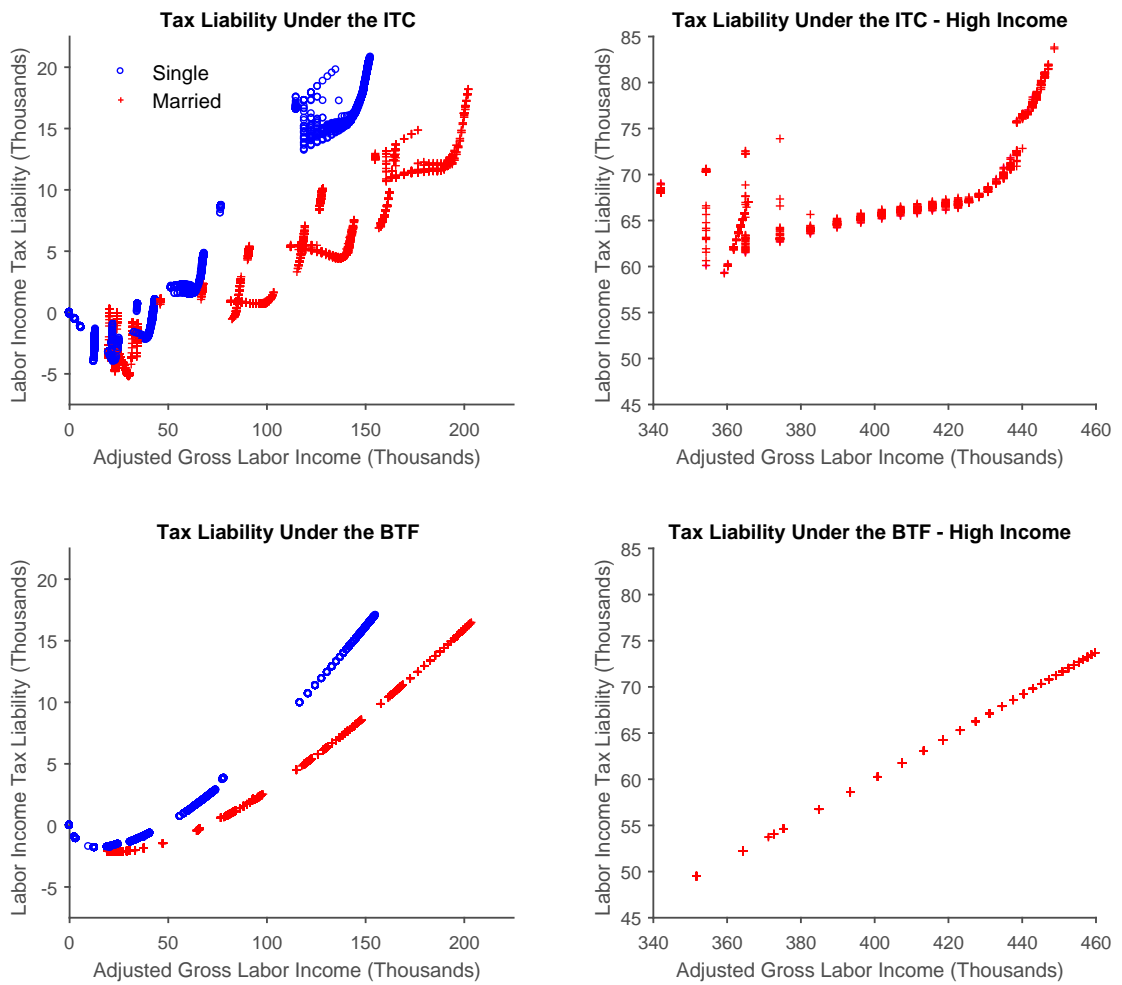 Tax Liability Under the ITC
Labor Income Tax Liability (Thousands)
20
15
10
5
0
-5
Single
Married
0 50 100 150 200
Adjusted Gross Labor Income (Thousands)
Tax Liability Under the ITC - High Income
Labor Income Tax Liability (Thousands)
85
80
75
70
65
60
55
50
45
340 360 380 400 420 440 460
Adjusted Gross Labor Income (Thousands)
Tax Liability Under the BTF
Labor Income Tax Liability (Thousands)
20
15
10
5
0
-5
0 50 100 150 200
Adjusted Gross Labor Income (Thousands)
Tax Liability Under the BTF - High Income
Labor Income Tax Liability (Thousands)
85
80
75
70
65
60
55
50
45
340 360 380 400 420 440 460
Adjusted Gross Labor Income (Thousands)